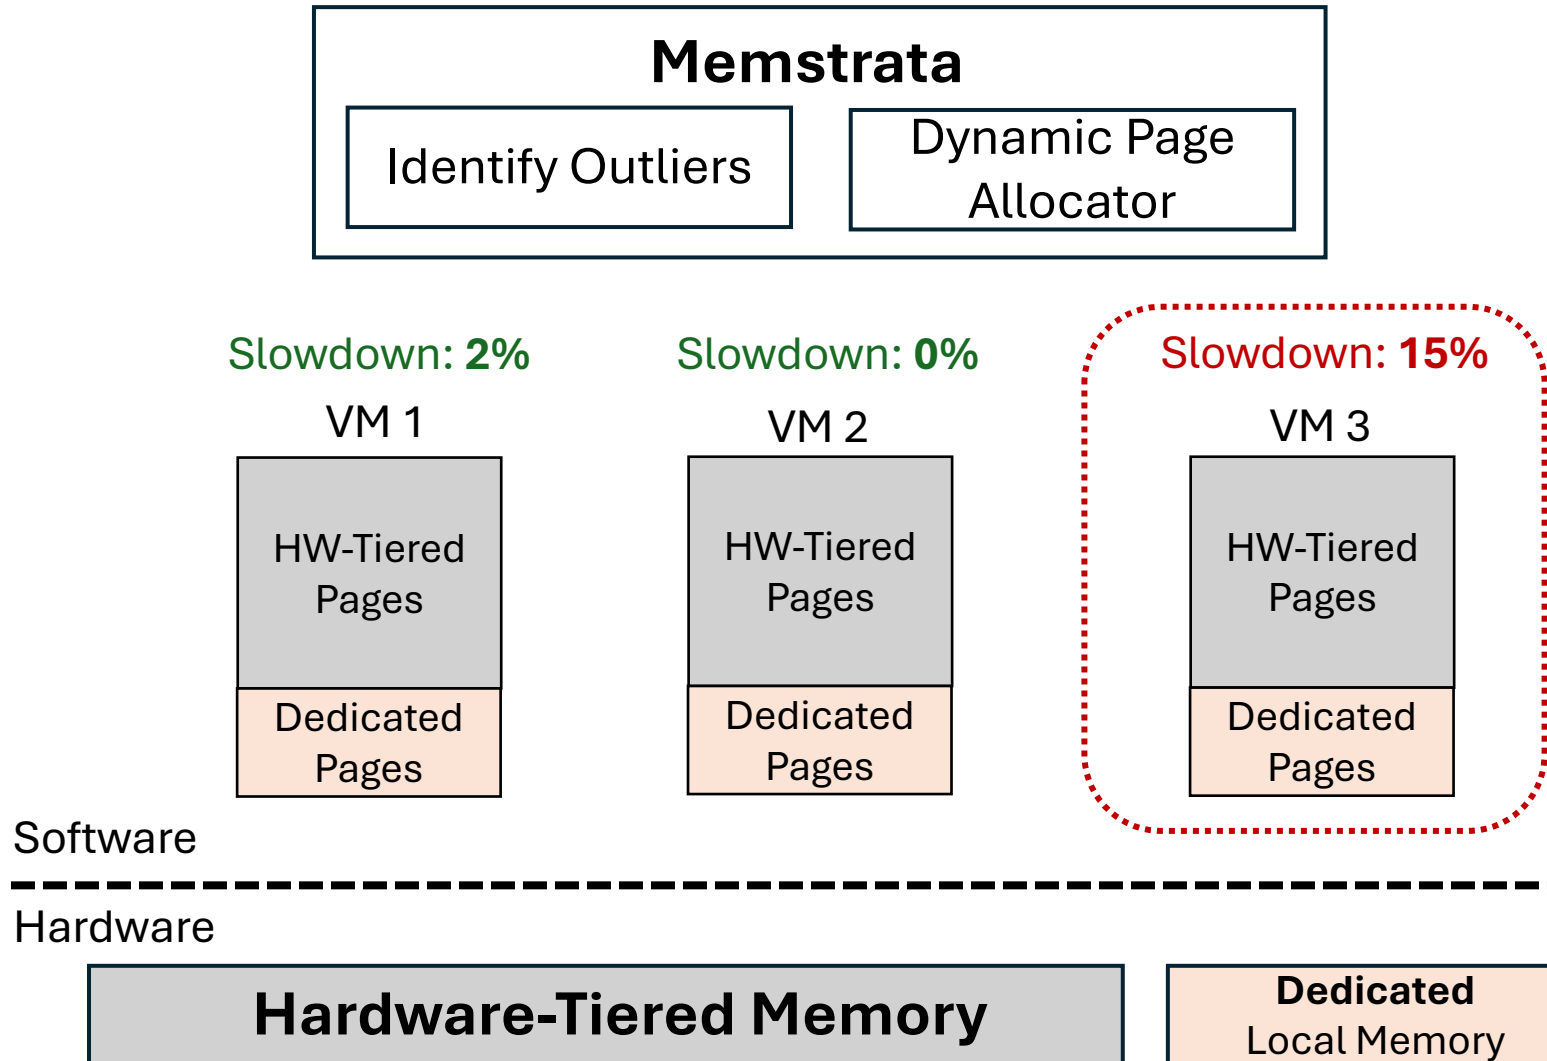 Memstrata
Identify Outliers
Dynamic Page
Allocator
Slowdown: 2%
Slowdown: 0%
Slowdown: 15%
VM 1
VM 2
VM 3
HW-Tiered
Pages
HW-Tiered
Pages
HW-Tiered
Pages
Dedicated
Pages
Dedicated
Pages
Dedicated
Pages
Software
Hardware
Hardware-Tiered Memory
Dedicated
Local Memory